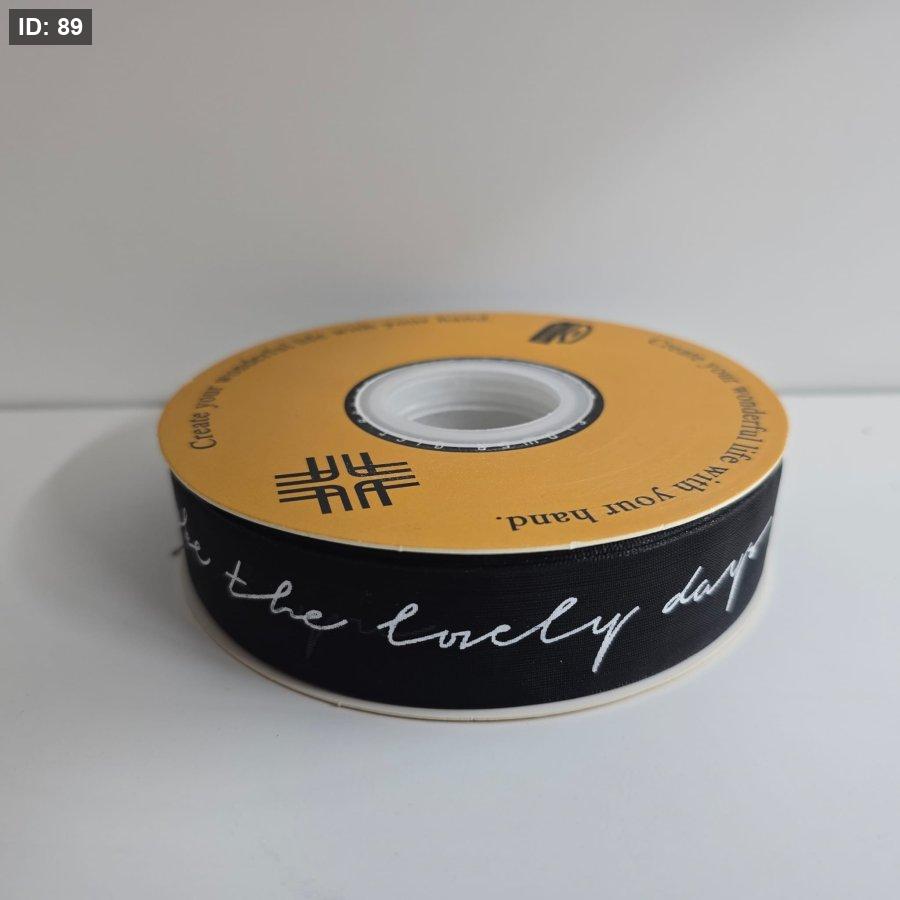 ID: 89
Create your wonderful life with your hand
Create your wonderful life with your hand.
the lovely days